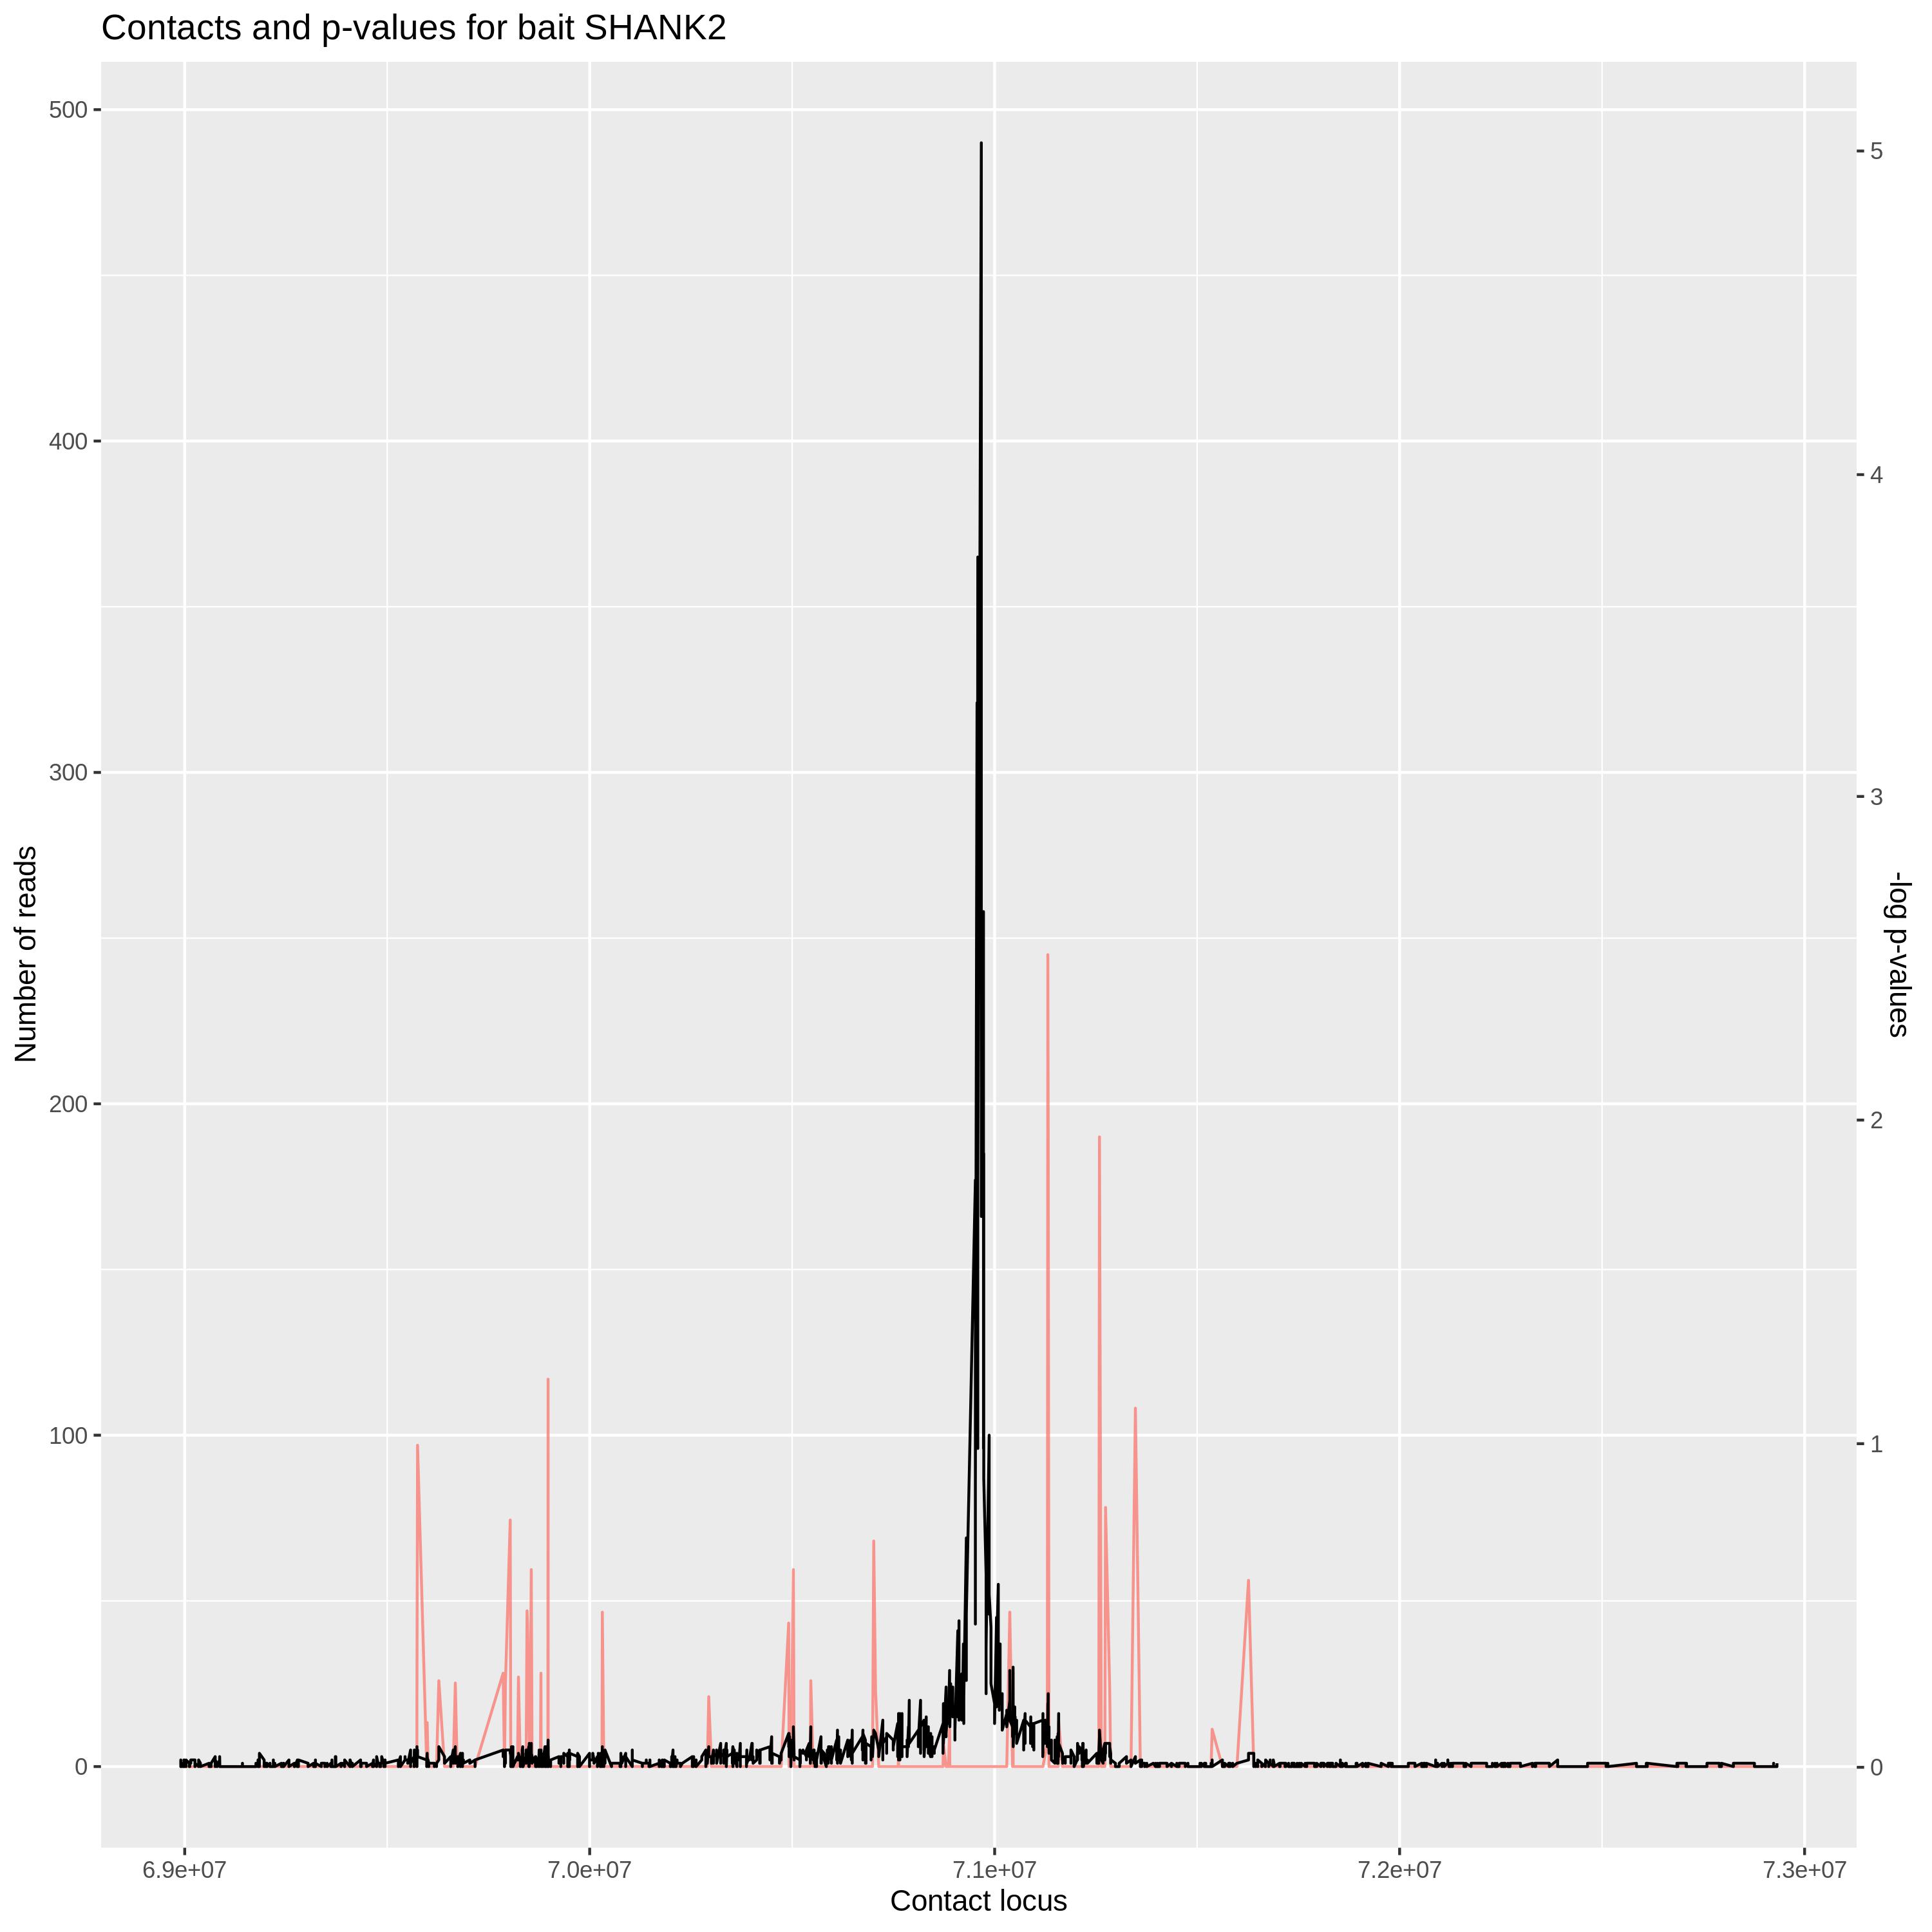 Contacts and p-values for bait SHANK2
500
400
300
200
100
0
Number of reads
5
4
3
2
1
0
-log p-values
6.9e+07 7.0e+07 7.1e+07 7.2e+07 7.3e+07
Contact locus